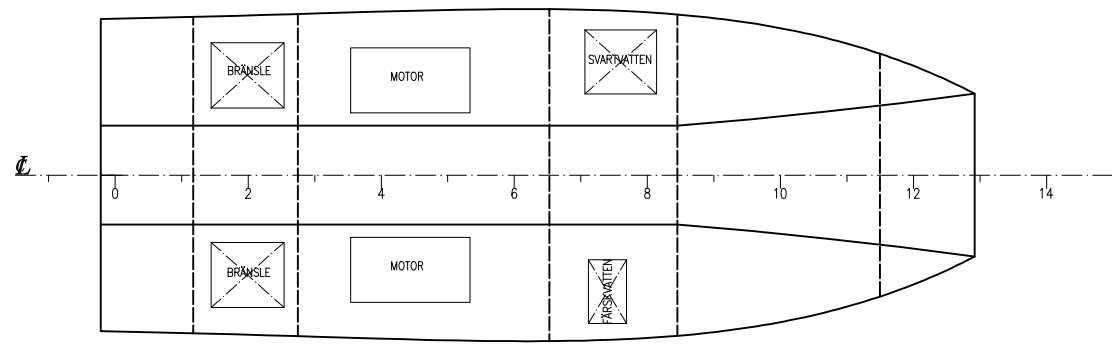 BRÄNSLE
MOTOR
SVARTVATTEN
℄
0 2 4 6 8 10 12 14
BRÄNSLE
MOTOR
FÄRSKVATTEN